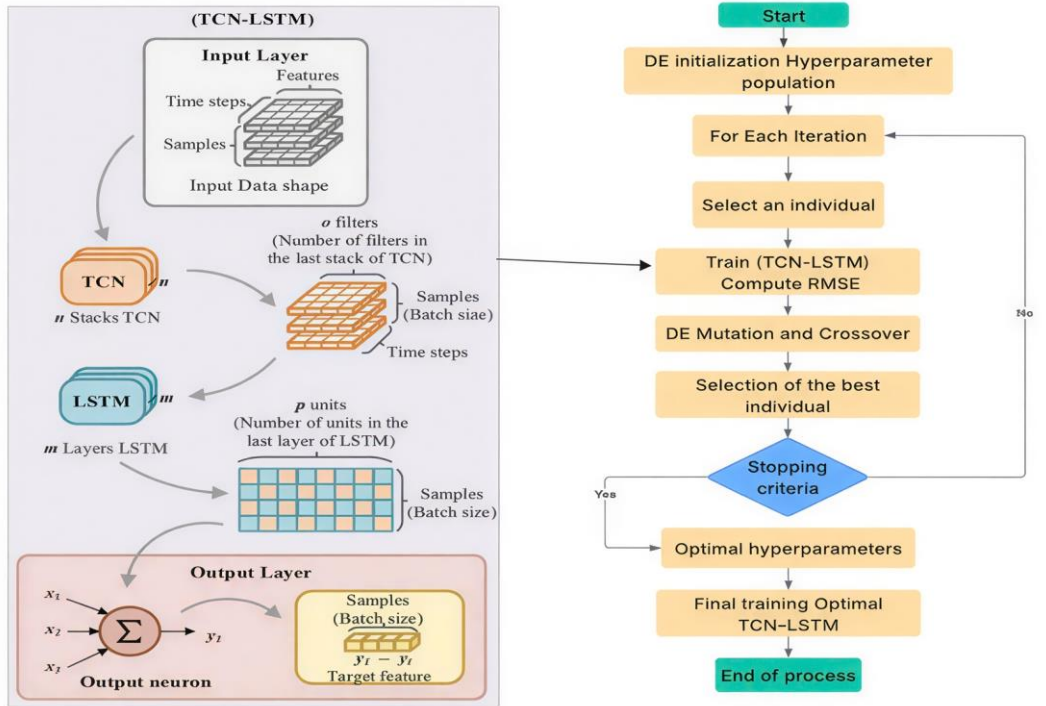 (TCN-LSTM)
Input Layer
Features
Time steps
Samples
Input Data shape
o filters
(Number of filters in
the last stack of TCN)
TCN
n
n Stacks TCN
Samples
(Batch siae)
Time steps
LSTM
m
m Layers LSTM
p units
(Number of units in the
last layer of LSTM)
Samples
(Batch size)
Output Layer
x₁
x₂
Σ
y₁
Output neuron
Samples
(Batch size)
Target feature
Start
DE initialization Hyperparameter
population
For Each Iteration
Select an individual
Train (TCN-LSTM)
Compute RMSE
DE Mutation and Crossover
Selection of the best
individual
Stopping
criteria
Yes
No
Optimal hyperparameters
Final training Optimal
TCN-LSTM
End of process